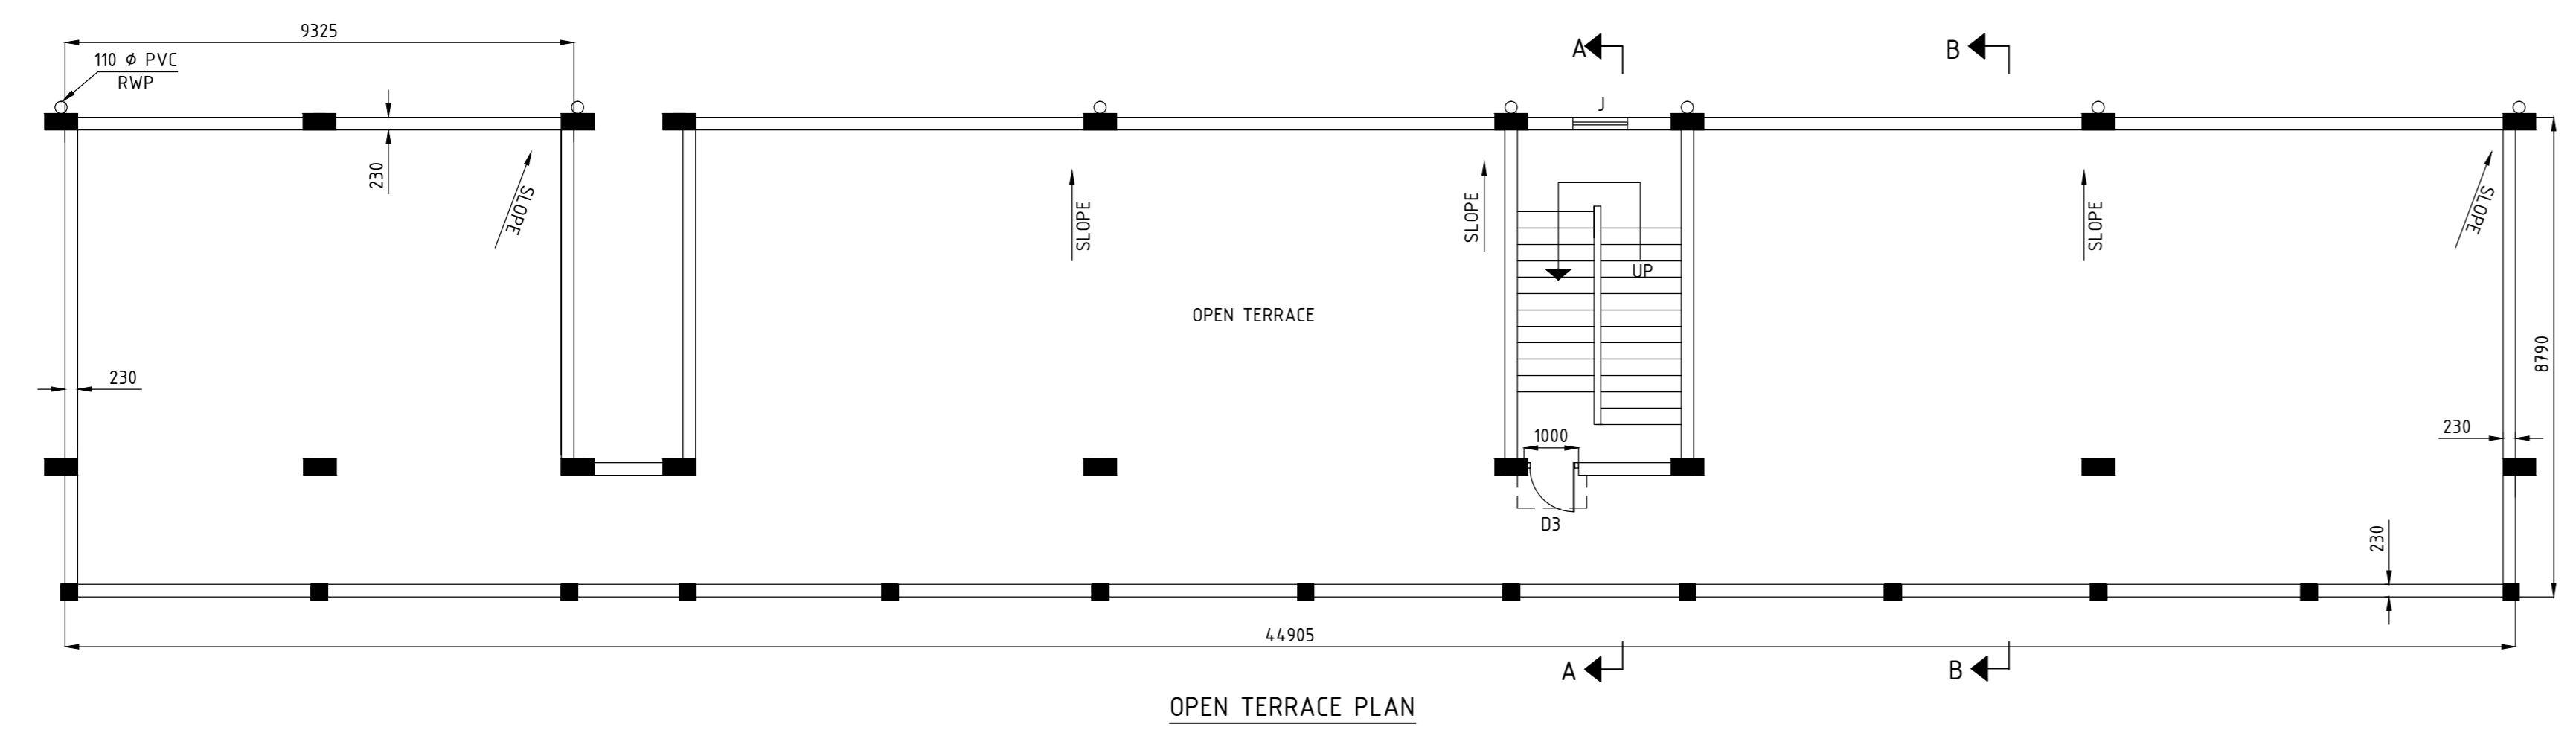 9325
A
B
110 ϕ PVC
RWP
J
230
SLOPE
SLOPE
SLOPE
SLOPE
SLOPE
UP
OPEN TERRACE
8790
230
1000
230
D3
230
44905
A
B
OPEN TERRACE PLAN